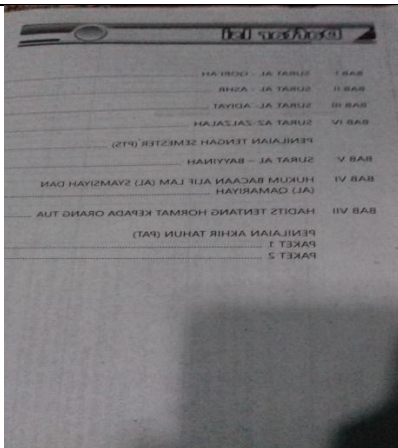 Daftar Isi
BAB I SURAT AL - QORI'AH
BAB II SURAT AL - ASHR
BAB III SURAT AL- ADIYAT
BAB IV SURAT AZ-ZALZALAH
PENILAIAN TENGAH SEMESTER (PTS)
BAB V SURAT AL – BAYYINAH
BAB VI HUKUM BACAAN ALIF LAM (AL) SYAMSIYAH DAN
(AL) QAMARIYAH
BAB VII HADITS TENTANG HORMAT KEPADA ORANG TUA
PENILAIAN AKHIR TAHUN (PAT)
PAKET 1
PAKET 2